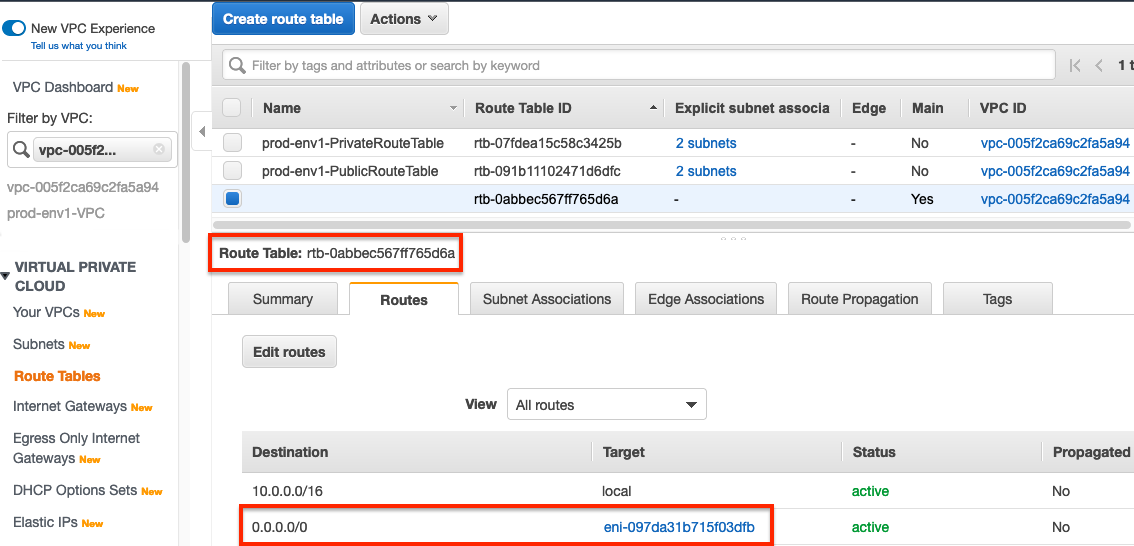 New VPC Experience
Tell us what you think
Create route table Actions
VPC Dashboard New
Filter by VPC:
vpc-005f2...
vpc-005f2ca69c2fa5a94
prod-env1-VPC
VIRTUAL PRIVATE
CLOUD
Your VPCs New
Subnets New
Route Tables
Internet Gateways New
Egress Only Internet
Gateways New
DHCP Options Sets New
Elastic IPs New
Filter by tags and attributes or search by keyword
1 t
Name Route Table ID Explicit subnet associa Edge Main VPC ID
prod-env1-PrivateRouteTable rtb-07fdea15c58c3425b 2 subnets - No vpc-005f2ca69c2fa5a94
prod-env1-PublicRouteTable rtb-091b11102471d6dfc 2 subnets - No vpc-005f2ca69c2fa5a94
rtb-0abbec567ff765d6a - - Yes vpc-005f2ca69c2fa5a94
Route Table: rtb-0abbec567ff765d6a
Summary Routes Subnet Associations Edge Associations Route Propagation Tags
Edit routes
View All routes
Destination Target Status Propagated
10.0.0.0/16 local active No
0.0.0.0/0 eni-097da31b715f03dfb active No